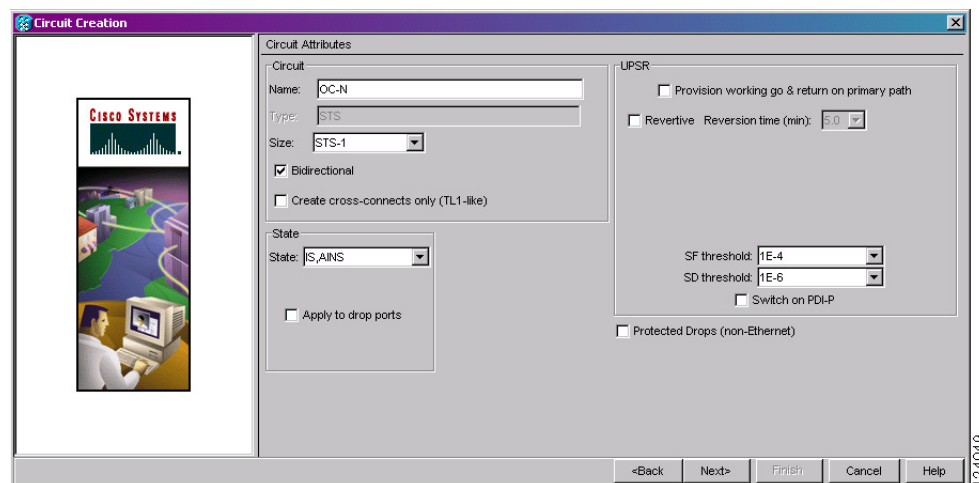 Circuit Creation
CISCO SYSTEMS
Circuit Attributes
Circuit
Name: OC-N
Type: STS
Size: STS-1
Bidirectional
Create cross-connects only (TL1-like)
State
State: IS,AINS
Apply to drop ports
UPSR
Provision working go & return on primary path
Revertive Reversion time (min): 5.0
SF threshold: 1E-4
SD threshold: 1E-6
Switch on PDI-P
Protected Drops (non-Ethernet)
<Back Next> Finish Cancel Help